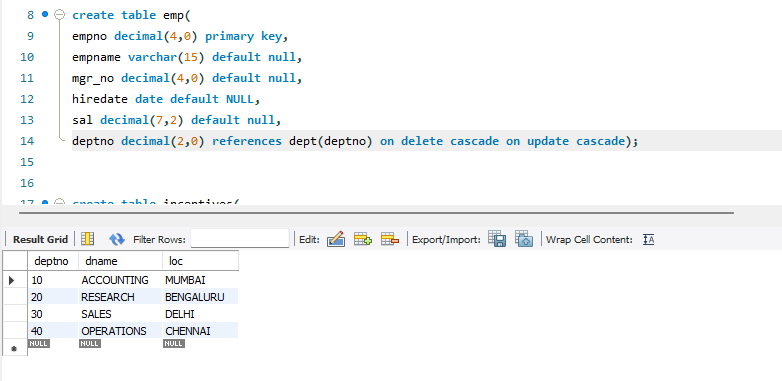 8 create table emp(
9 empno decimal(4,0) primary key,
10 empname varchar(15) default null,
11 mgr_no decimal(4,0) default null,
12 hiredate date default NULL,
13 sal decimal(7,2) default null,
14 deptno decimal(2,0) references dept(deptno) on delete cascade on update cascade);
15
16
17 create table incentives(
Result Grid Filter Rows: Edit: Export/Import: Wrap Cell Content: IA
deptno dname loc
10 ACCOUNTING MUMBAI
20 RESEARCH BENGALURU
30 SALES DELHI
40 OPERATIONS CHENNAI
NULL NULL NULL